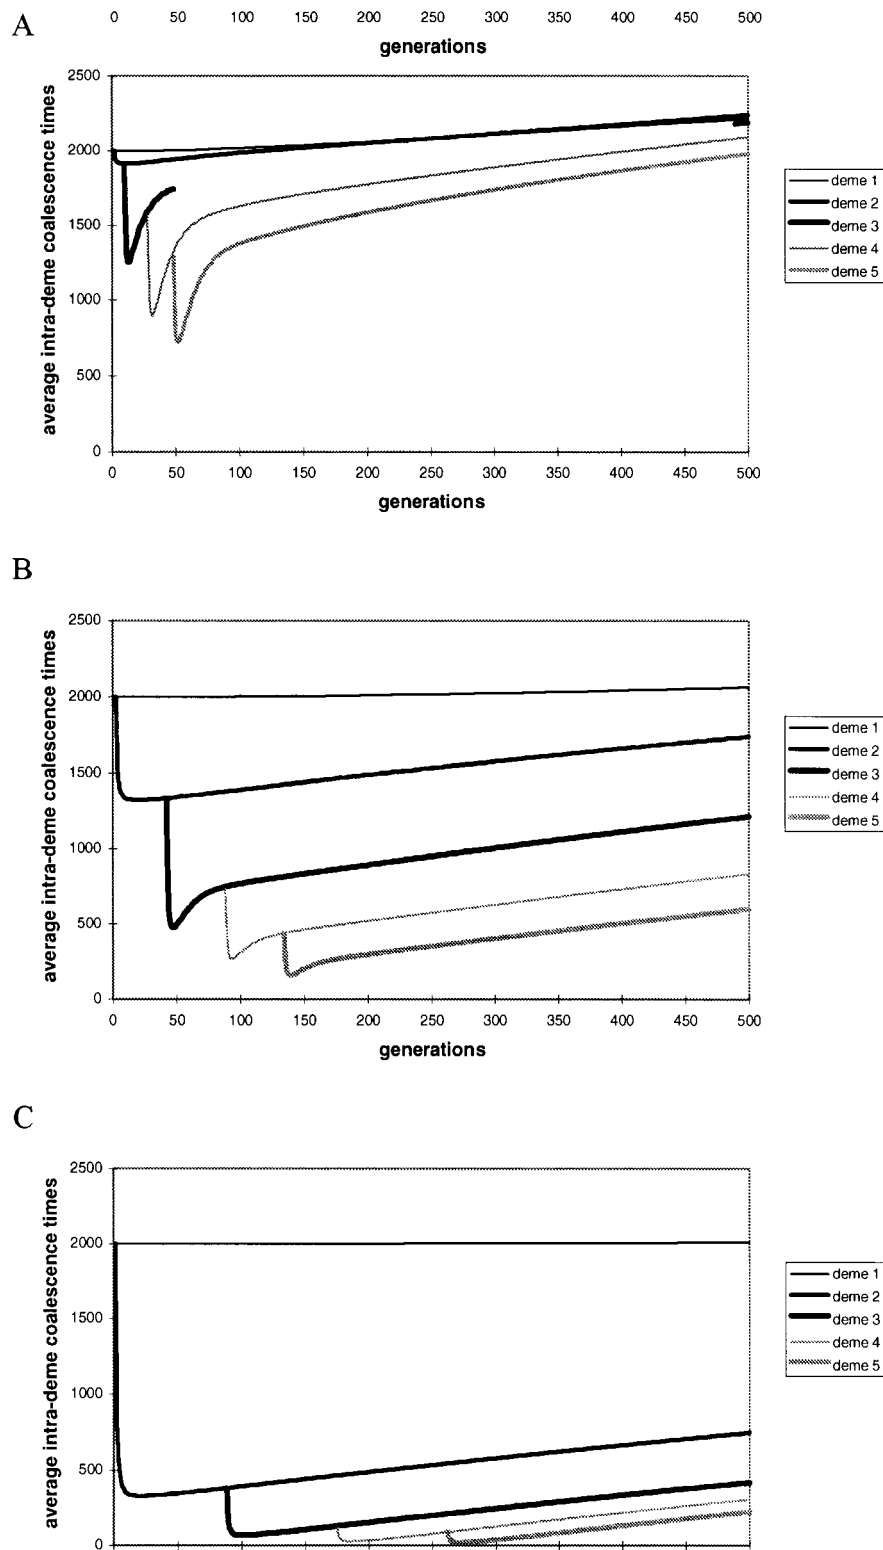 0 50 100 150 200 250 300 350 400 450 500
A
generations
2500
2000
1500
1000
500
0
average intra-deme coalescence times
0 50 100 150 200 250 300 350 400 450 500
generations
deme 1
deme 2
deme 3
deme 4
deme 5
B
2500
2000
1500
1000
500
0
average intra-deme coalescence times
0 50 100 150 200 250 300 350 400 450 500
generations
deme 1
deme 2
deme 3
deme 4
deme 5
C
2500
2000
1500
1000
500
0
average intra-deme coalescence times
deme 1
deme 2
deme 3
deme 4
deme 5